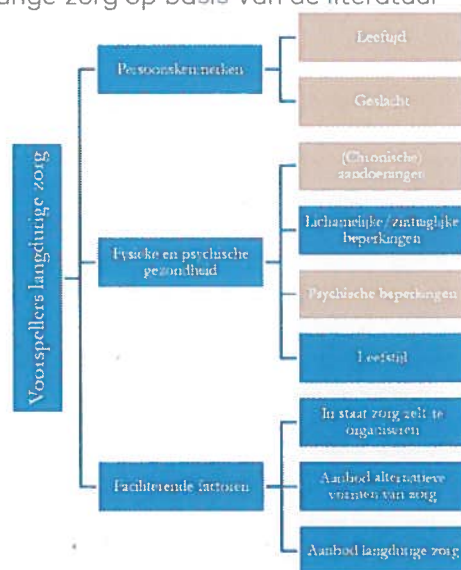 zorg op basis van de literatuur
Voorspellers langdurige zorg
Persoonskenmerken
Leeftijd
Geslacht
Fysieke en psychische
gezondheid
(Chronische)
aandoeningen
Lichamelijke/zintuiglijke
beperkingen
Psychische beperkingen
Leefstijl
Faciliterende factoren
In staat zorg zelf te
organiseren
Aanbod alternatieve
vormen van zorg
Aanbod langdurige zorg